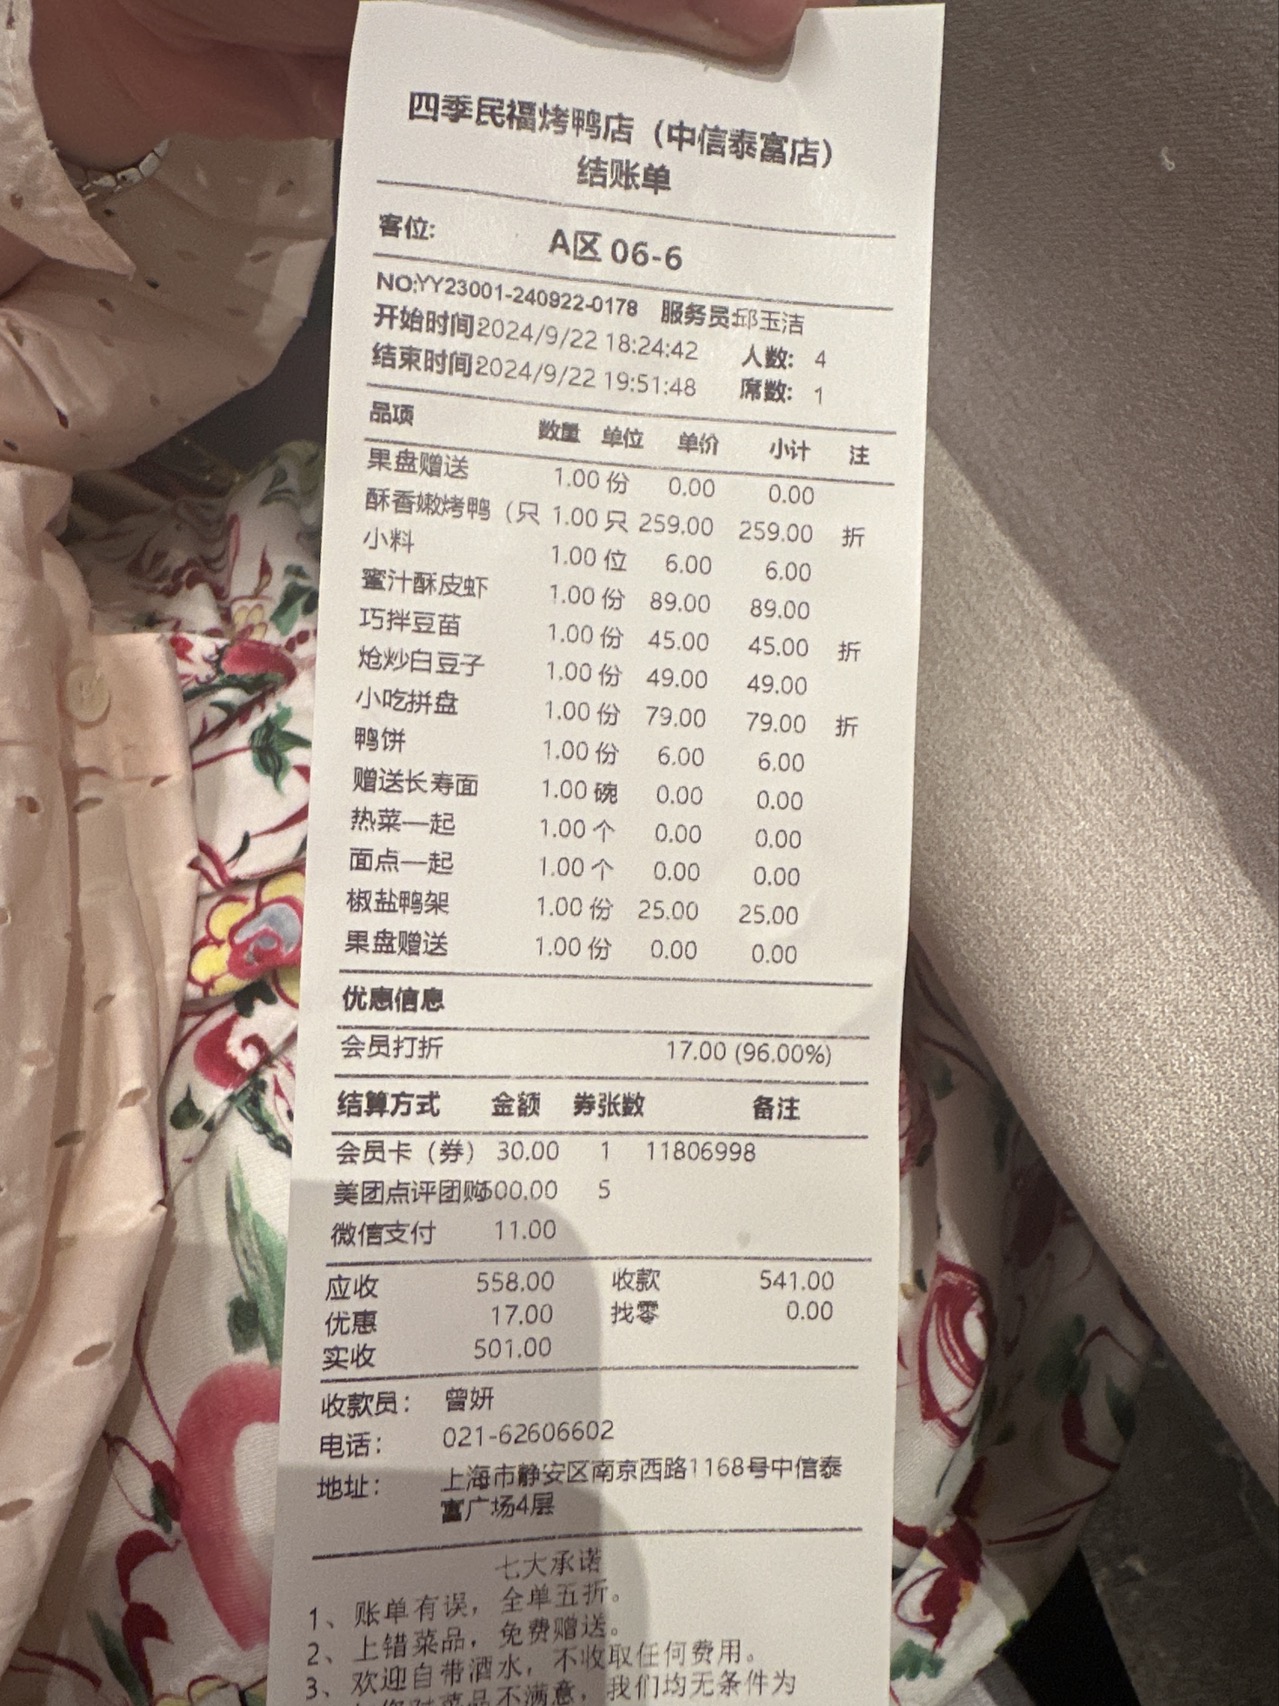 四季民福烤鸭店（中信泰富店）
结账单
客位: A区 06-6
NO:YY23001-240922-0178 服务员:邱玉洁
开始时间2024/9/22 18:24:42 人数: 4
结束时间2024/9/22 19:51:48 席数: 1
品项 数量 单位 单价 小计 注
果盘赠送 1.00 份 0.00 0.00
酥香嫩烤鸭（只 1.00 只 259.00 259.00 折
小料 1.00 位 6.00 6.00
蜜汁酥皮虾 1.00 份 89.00 89.00
巧拌豆苗 1.00 份 45.00 45.00 折
炝炒白豆子 1.00 份 49.00 49.00
小吃拼盘 1.00 份 79.00 79.00 折
鸭饼 1.00 份 6.00 6.00
赠送长寿面 1.00 碗 0.00 0.00
热菜一起 1.00 个 0.00 0.00
面点一起 1.00 个 0.00 0.00
椒盐鸭架 1.00 份 25.00 25.00
果盘赠送 1.00 份 0.00 0.00
优惠信息
会员打折 17.00 (96.00%)
结算方式 金额 券张数 备注
会员卡（券） 30.00 1 11806998
美团点评团购500.00 5
微信支付 11.00
应收 558.00 收款 541.00
优惠 17.00 找零 0.00
实收 501.00
收款员: 曾妍
电话: 021-62606602
地址: 上海市静安区南京西路1168号中信泰
富广场4层
七大承诺
1、账单有误，全单五折。
2、上错菜品，免费赠送。
3、欢迎自带酒水，不收取任何费用。
菜品不满意，我们均无条件为